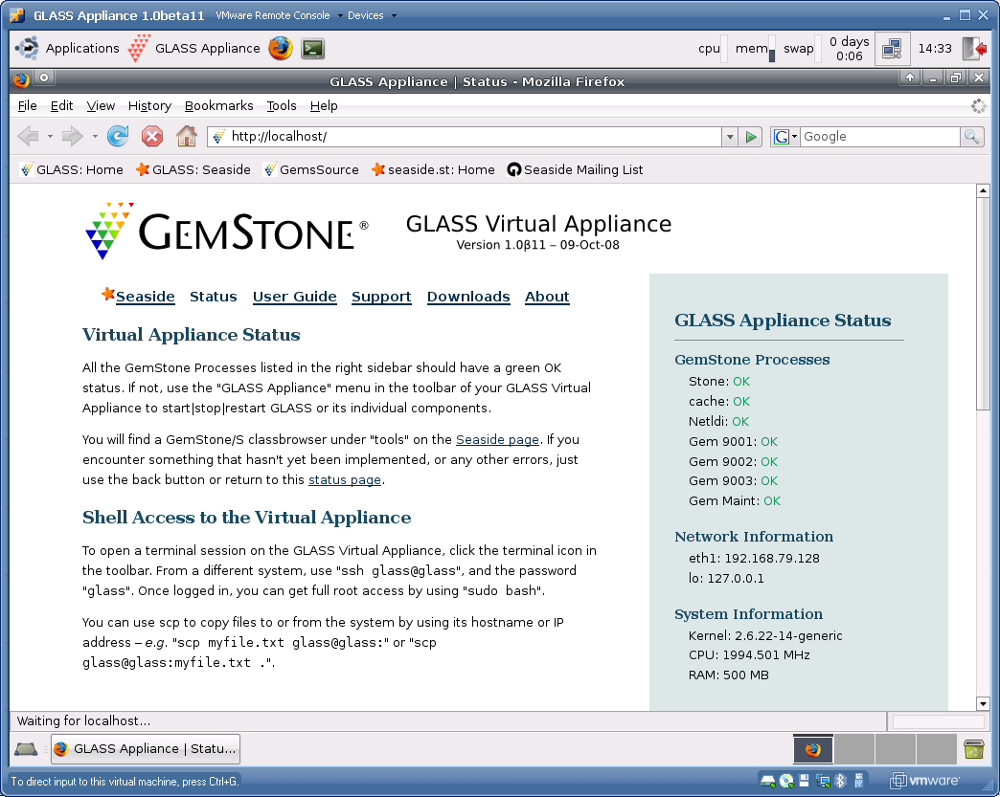 GLASS Appliance 1.0beta11 VMware Remote Console Devices
Applications GLASS Appliance cpu mem swap 0 days 0:06 14:33
GLASS Appliance | Status - Mozilla Firefox
File Edit View History Bookmarks Tools Help
http://localhost/ G Google
GLASS: Home GLASS: Seaside GemsSource seaside.st: Home Seaside Mailing List
GEMSTONE®
GLASS Virtual Appliance
Version 1.0β11 – 09-Oct-08
Seaside Status User Guide Support Downloads About
Virtual Appliance Status
All the GemStone Processes listed in the right sidebar should have a green OK
status. If not, use the "GLASS Appliance" menu in the toolbar of your GLASS Virtual
Appliance to start|stop|restart GLASS or its individual components.
You will find a GemStone/S classbrowser under "tools" on the Seaside page. If you
encounter something that hasn't yet been implemented, or any other errors, just
use the back button or return to this status page.
Shell Access to the Virtual Appliance
To open a terminal session on the GLASS Virtual Appliance, click the terminal icon in
the toolbar. From a different system, use "ssh glass@glass", and the password
"glass". Once logged in, you can get full root access by using "sudo bash".
You can use scp to copy files to or from the system by using its hostname or IP
address – e.g. "scp myfile.txt glass@glass:" or "scp
glass@glass:myfile.txt .".
GLASS Appliance Status
GemStone Processes
Stone: OK
cache: OK
Netldi: OK
Gem 9001: OK
Gem 9002: OK
Gem 9003: OK
Gem Maint: OK
Network Information
eth1: 192.168.79.128
lo: 127.0.0.1
System Information
Kernel: 2.6.22-14-generic
CPU: 1994.501 MHz
RAM: 500 MB
Waiting for localhost...
GLASS Appliance | Statu...
To direct input to this virtual machine, press Ctrl+G.
vmware